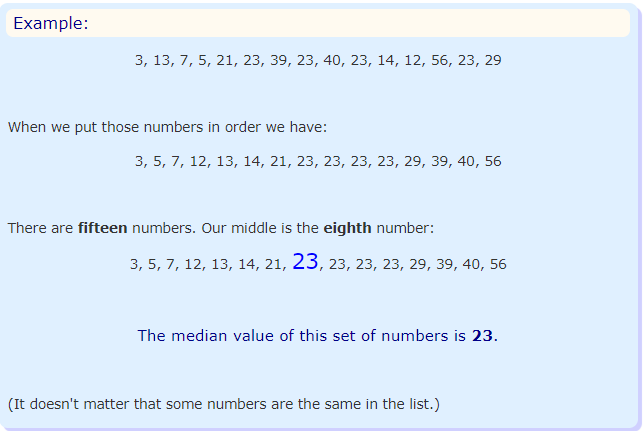 Example:
3, 13, 7, 5, 21, 23, 39, 23, 40, 23, 14, 12, 56, 23, 29
When we put those numbers in order we have:
3, 5, 7, 12, 13, 14, 21, 23, 23, 23, 23, 29, 39, 40, 56
There are fifteen numbers. Our middle is the eighth number:
3, 5, 7, 12, 13, 14, 21, 23, 23, 23, 23, 29, 39, 40, 56
The median value of this set of numbers is 23.
(It doesn't matter that some numbers are the same in the list.)